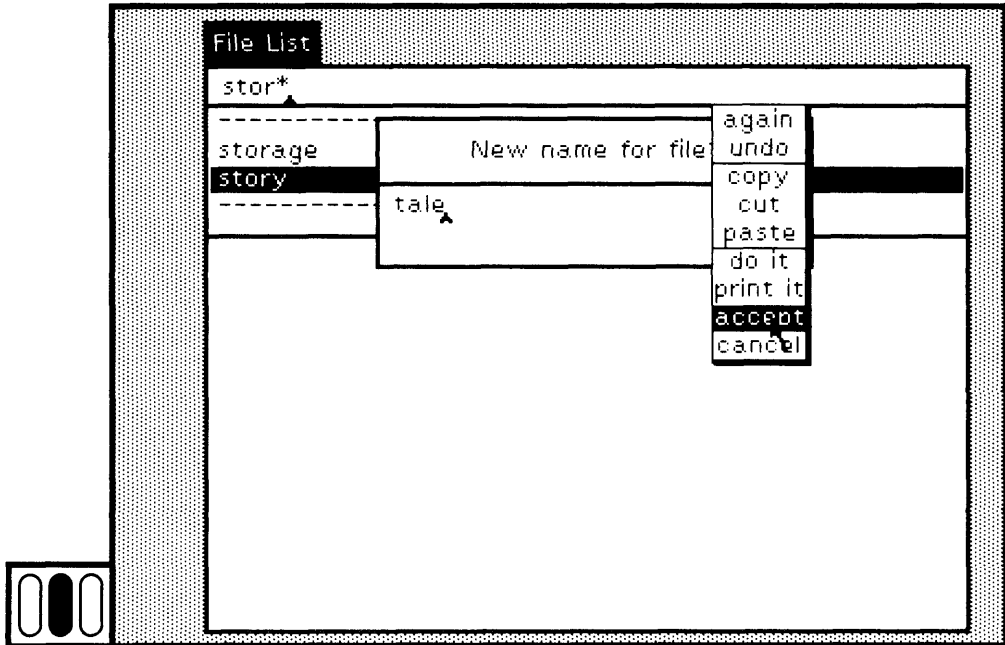 File List
stor*
storage
story
New name for file
tale
again
undo
copy
cut
paste
do it
print it
accept
cancel